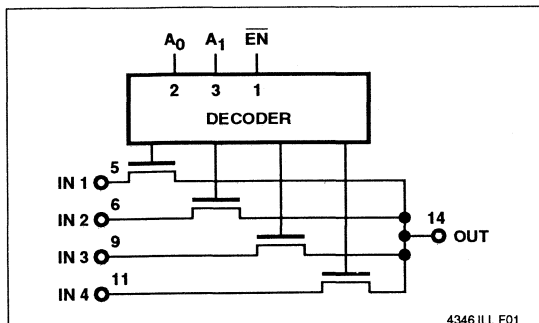 A0 A1 EN
2 3 1
DECODER
5
IN 1
6
IN 2
14
OUT
9
IN 3
11
IN 4
4346 ILL F01